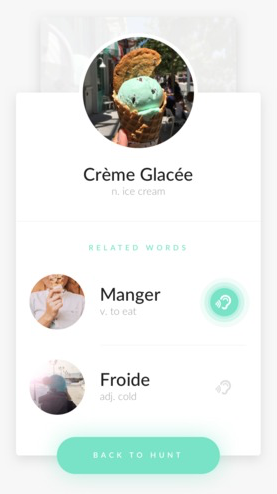 Crème Glacée
n. ice cream
RELATED WORDS
Manger
v. to eat
Froide
adj. cold
BACK TO HUNT